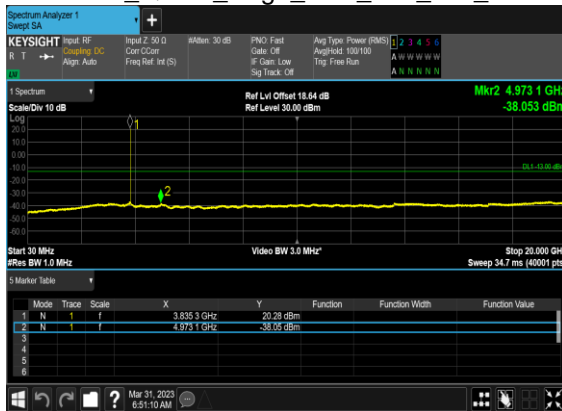 Spectrum Analyzer 1
Swept SA
KEYSIGHT Input: RF Input Z: 50 Ω #Atten: 30 dB PNO: Fast Avg Type: Power (RMS) 1 2 3 4 5 6
R T Coupling: DC Corr CCorr Gate: Off Avg|Hold: 100/100 A W W W W W
Align: Auto Freq Ref: Int (S) IF Gain: Low Trig: Free Run
Sig Track: Off A N N N N N
1 Spectrum Ref Lvl Offset 18.64 dB Mkr2 4.973 1 GHz
Scale/Div 10 dB Ref Level 30.00 dBm -38.053 dBm
Log
1
20.0
10.0
0.00
-10.0 DL1 -13.00 dBm
-20.0
-30.0 2
-40.0
-50.0
-60.0
Start 30 MHz Video BW 3.0 MHz* Stop 20.000 GHz
#Res BW 1.0 MHz Sweep 34.7 ms (40001 pts)
5 Marker Table
Mode Trace Scale X Y Function Function Width Function Value
1 N 1 f 3.835 3 GHz 20.28 dBm
2 N 1 f 4.973 1 GHz -38.05 dBm
3
4
5
6
? Mar 31, 2023
6:51:10 AM